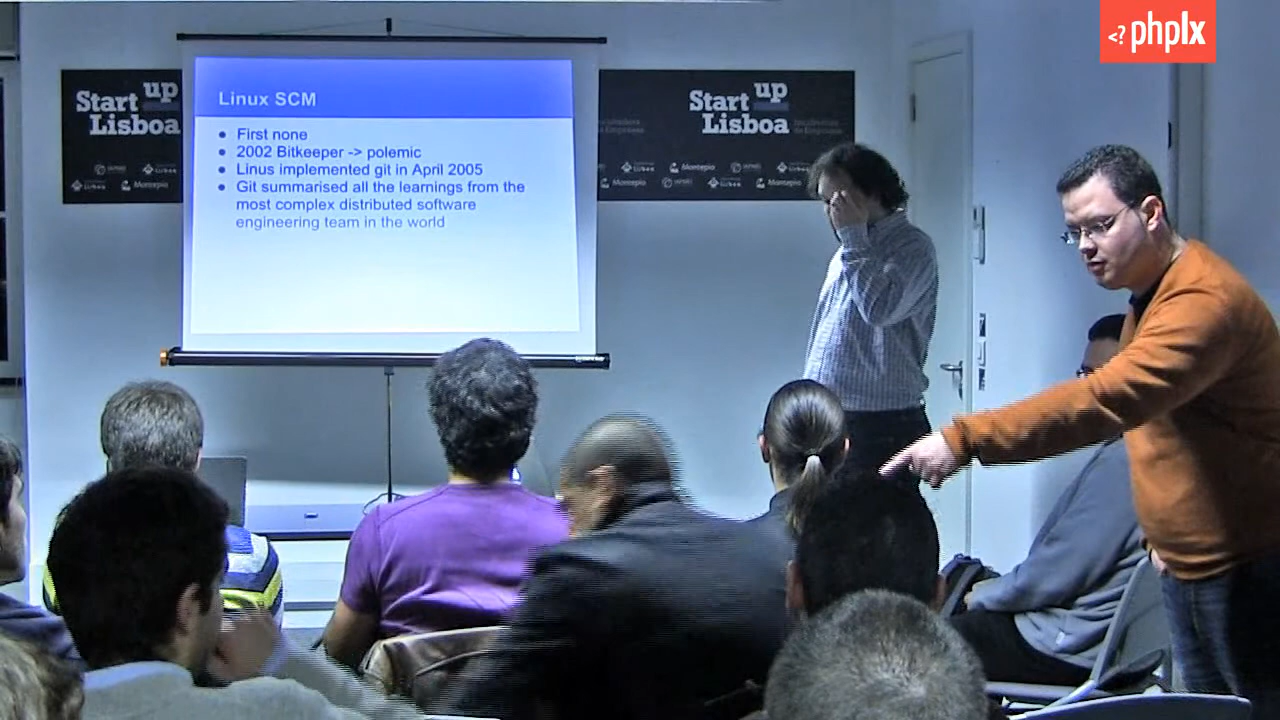 <? phplx
Linux SCM
● First none
● 2002 Bitkeeper -> polemic
● Linus implemented git in April 2005
● Git summarised all the learnings from the
most complex distributed software
engineering team in the world
Start up
Lisboa
Montepio
Start up
Lisboa
Montepio
Montepio
Montepio